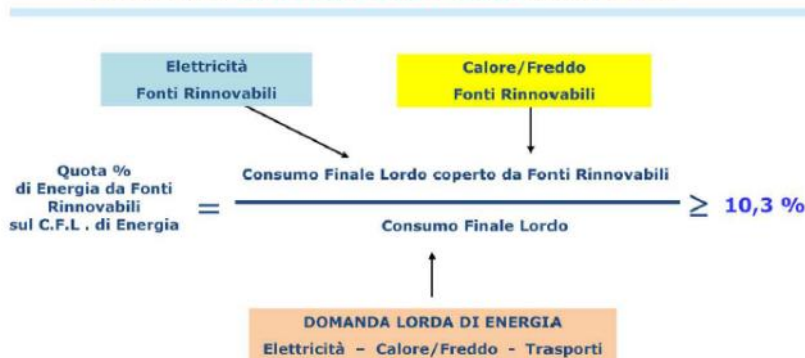 Elettricità
Fonti Rinnovabili
Calore/Freddo
Fonti Rinnovabili
Quota %
di Energia da Fonti
Rinnovabili
sul C.F.L . di Energia
=
Consumo Finale Lordo coperto da Fonti Rinnovabili
Consumo Finale Lordo
≥ 10,3 %
DOMANDA LORDA DI ENERGIA
Elettricità – Calore/Freddo - Trasporti